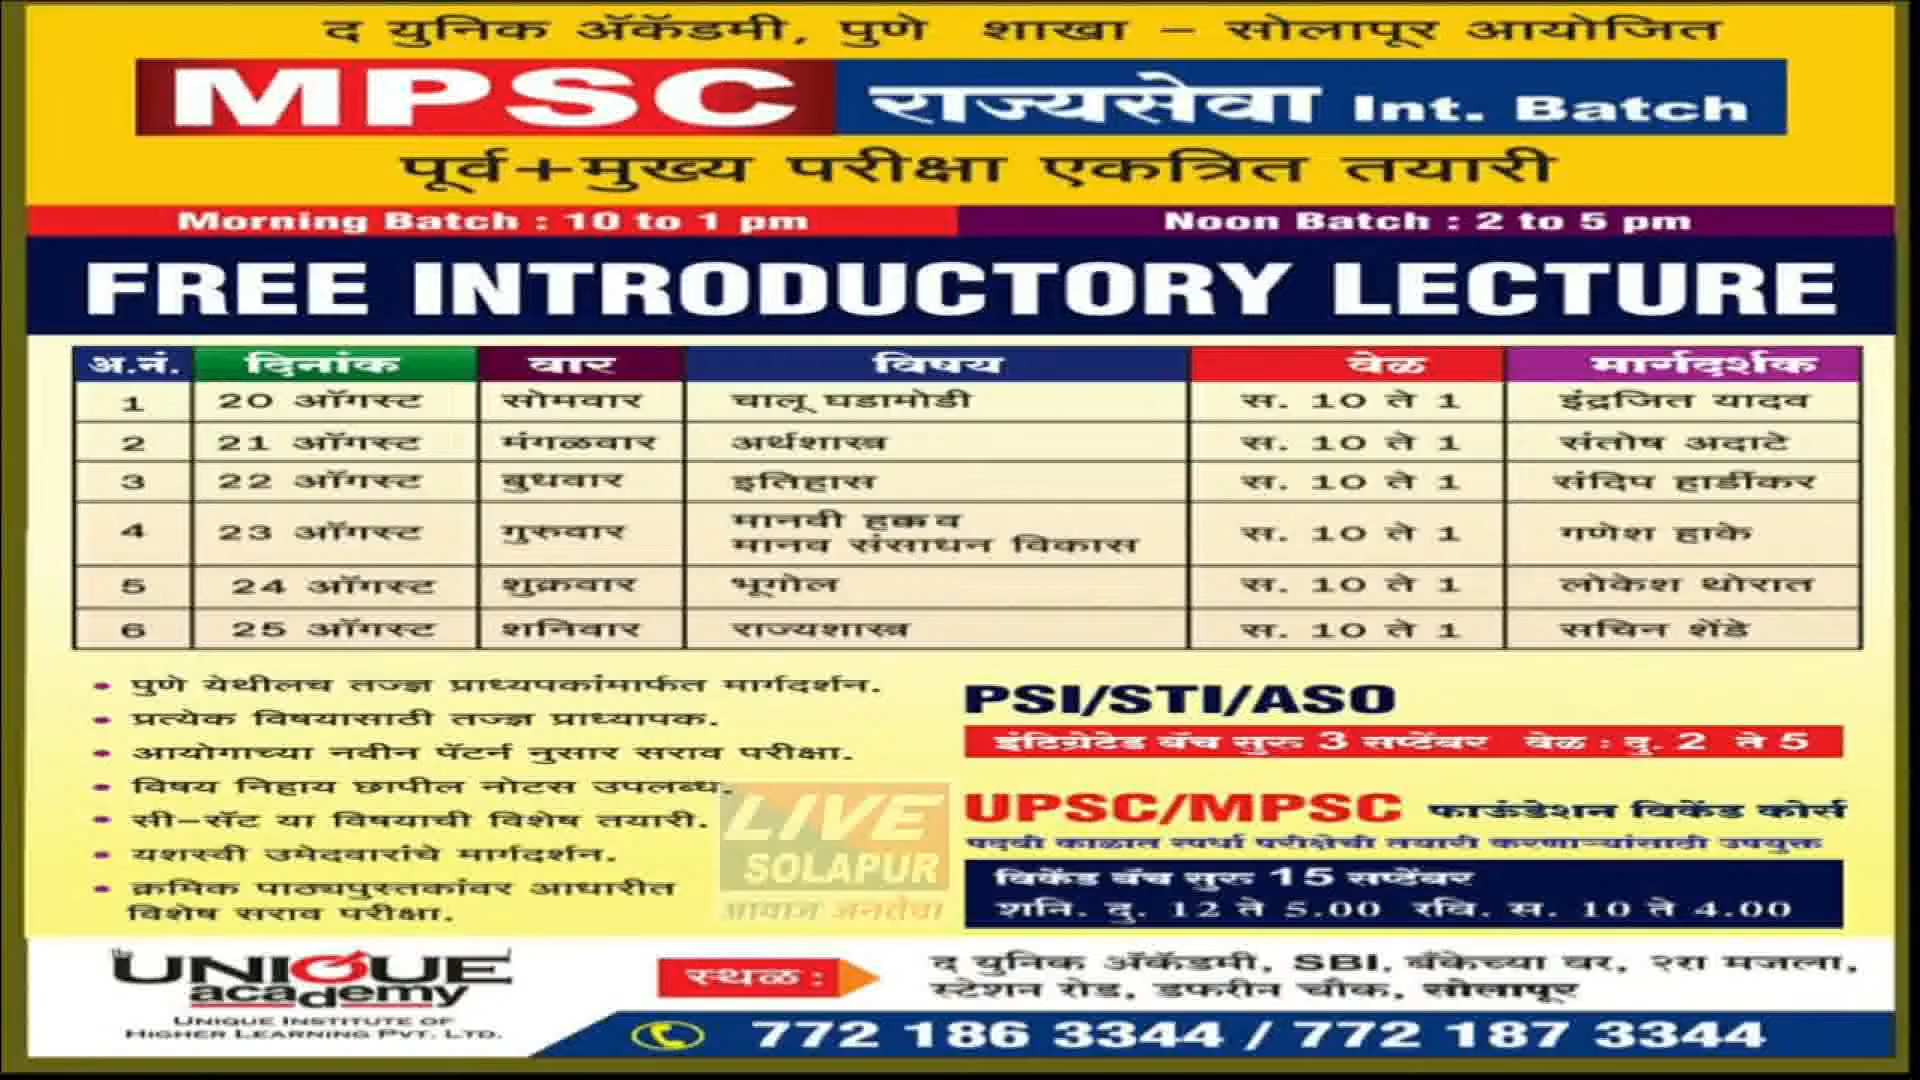 द युनिक ॲकॅडमी, पुणे शाखा – सोलापूर आयोजित
MPSC राज्यसेवा Int. Batch
पूर्व+मुख्य परीक्षा एकत्रित तयारी
Morning Batch : 10 to 1 pm Noon Batch : 2 to 5 pm
FREE INTRODUCTORY LECTURE
अ.नं. दिनांक वार विषय वेळ मार्गदर्शक
1 20 ऑगस्ट सोमवार चालू घडामोडी स. 10 ते 1 इंद्रजित यादव
2 21 ऑगस्ट मंगळवार अर्थशास्त्र स. 10 ते 1 संतोष अदाटे
3 22 ऑगस्ट बुधवार इतिहास स. 10 ते 1 संदिप हार्डीकर
4 23 ऑगस्ट गुरुवार मानवी हक्क व मानव संसाधन विकास स. 10 ते 1 गणेश हाके
5 24 ऑगस्ट शुक्रवार भूगोल स. 10 ते 1 लोकेश थोरात
6 25 ऑगस्ट शनिवार राज्यशास्त्र स. 10 ते 1 सचिन शेंडे
• पुणे येथीलच तज्ज्ञ प्राध्यपकांमार्फत मार्गदर्शन.
• प्रत्येक विषयासाठी तज्ज्ञ प्राध्यापक.
• आयोगाच्या नवीन पॅटर्न नुसार सराव परीक्षा.
• विषय निहाय छापील नोटस उपलब्ध.
• सी–सॅट या विषयाची विशेष तयारी.
• यशस्वी उमेदवारांचे मार्गदर्शन.
• क्रमिक पाठ्यपुस्तकांवर आधारीत
विशेष सराव परीक्षा.
LIVE
SOLAPUR
आवाज जनतेचा
PSI/STI/ASO
इंटिग्रेटेड बॅच सुरु 3 सप्टेंबर वेळ : दु. 2 ते 5
UPSC/MPSC फाऊंडेशन विकेंड कोर्स
पदवी काळात स्पर्धा परीक्षेची तयारी करणाऱ्यांसाठी उपयुक्त
विकेंड बॅच सुरु 15 सप्टेंबर
शनि. दु. 12 ते 5.00 रवि. स. 10 ते 4.00
UNIQUE
academy
UNIQUE INSTITUTE OF
HIGHER LEARNING PVT. LTD.
स्थळ :
द युनिक ॲकॅडमी, SBI, बँकेच्या वर, २रा मजला,
स्टेशन रोड, डफरीन चौक, सोलापूर
772 186 3344 / 772 187 3344